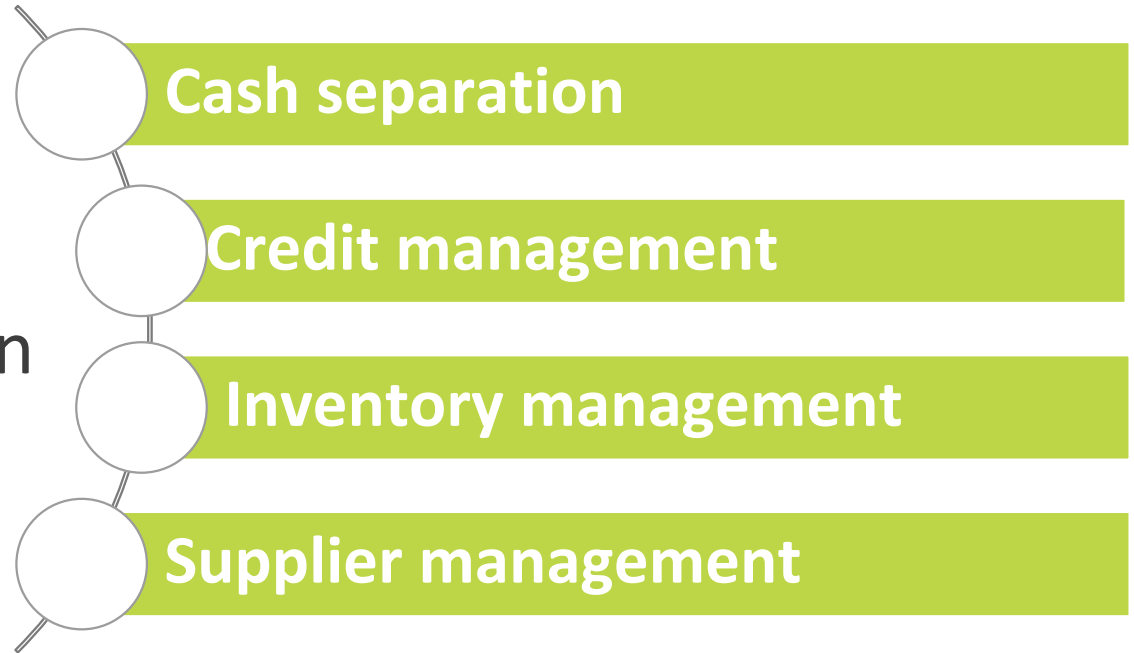 Cash separation
Credit management
n
Inventory management
Supplier management